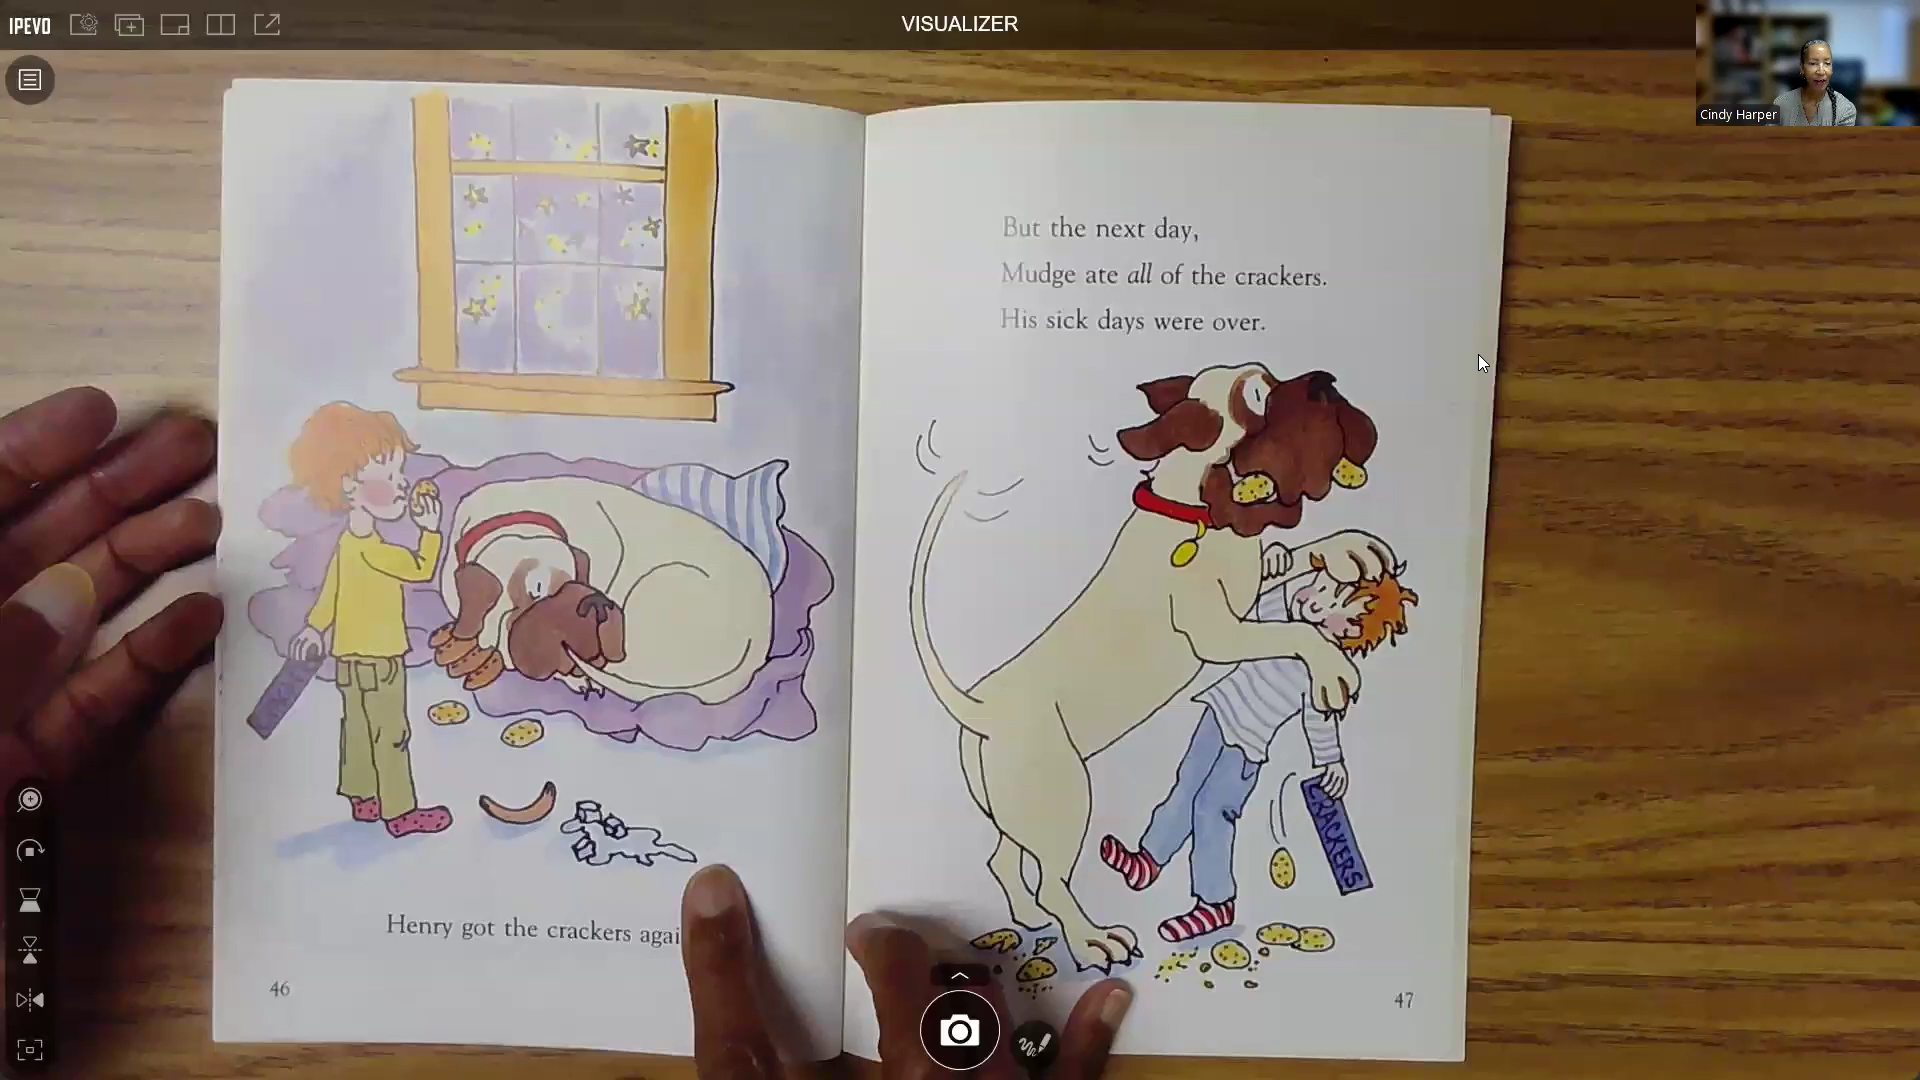 IPEVO
VISUALIZER
Cindy Harper
But the next day,
Mudge ate all of the crackers.
His sick days were over.
CRACKERS
Henry got the crackers agai
46
47